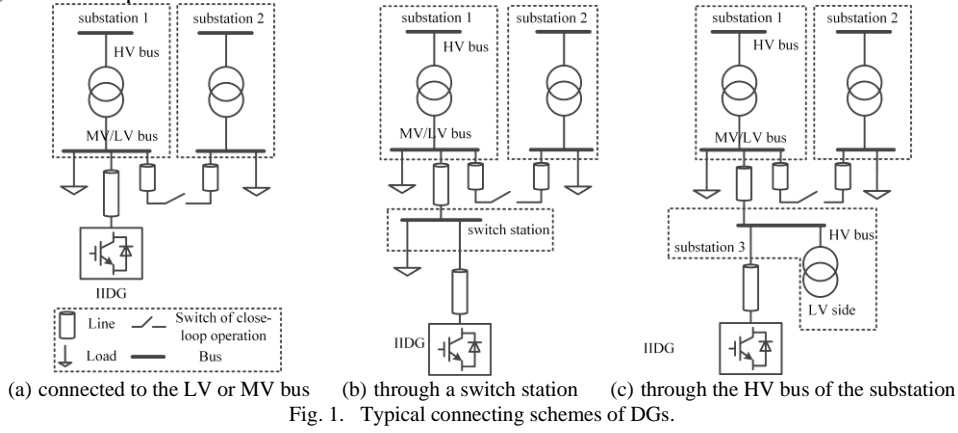 substation 1
substation 2
HV bus
MV/LV bus
IIDG
Line
Switch of close-loop operation
Load
Bus
(a) connected to the LV or MV bus
substation 1
substation 2
HV bus
MV/LV bus
switch station
IIDG
(b) through a switch station
substation 1
substation 2
HV bus
MV/LV bus
HV bus
substation 3
LV side
IIDG
(c) through the HV bus of the substation
Fig. 1. Typical connecting schemes of DGs.